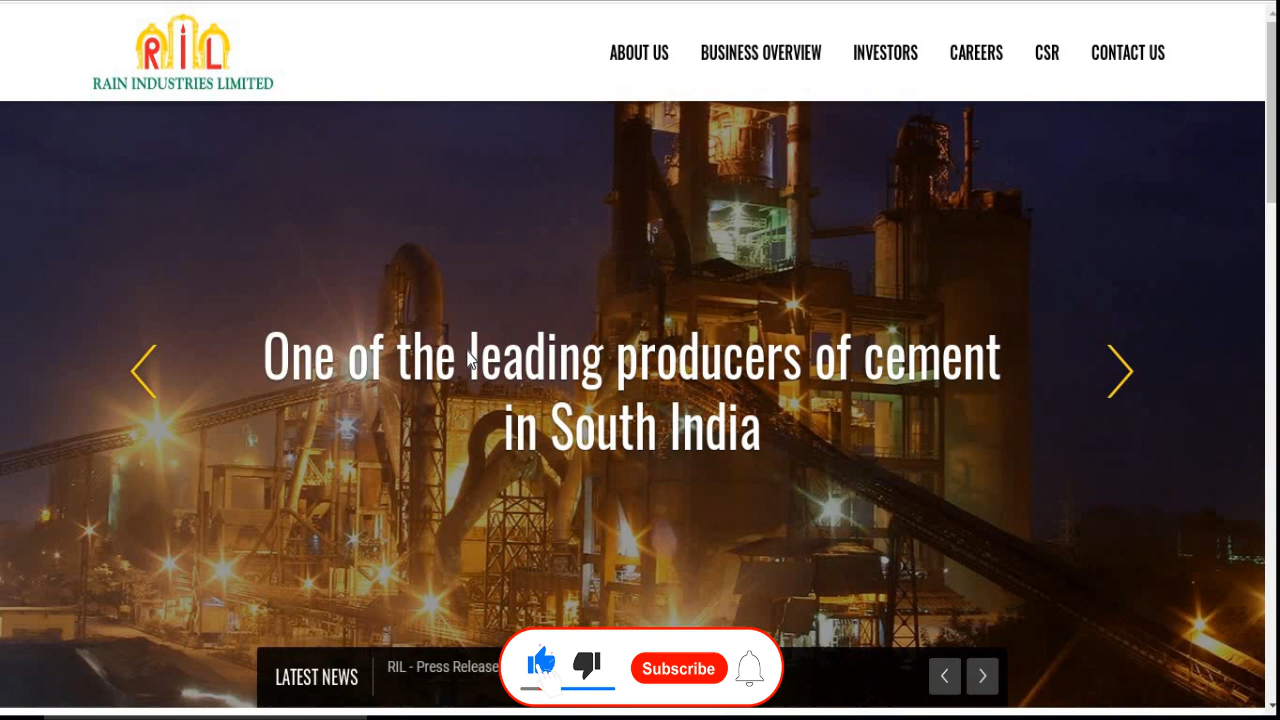 RiL
RAIN INDUSTRIES LIMITED
ABOUT US BUSINESS OVERVIEW INVESTORS CAREERS CSR CONTACT US
One of the leading producers of cement
in South India
LATEST NEWS
RIL - Press Release
Subscribe